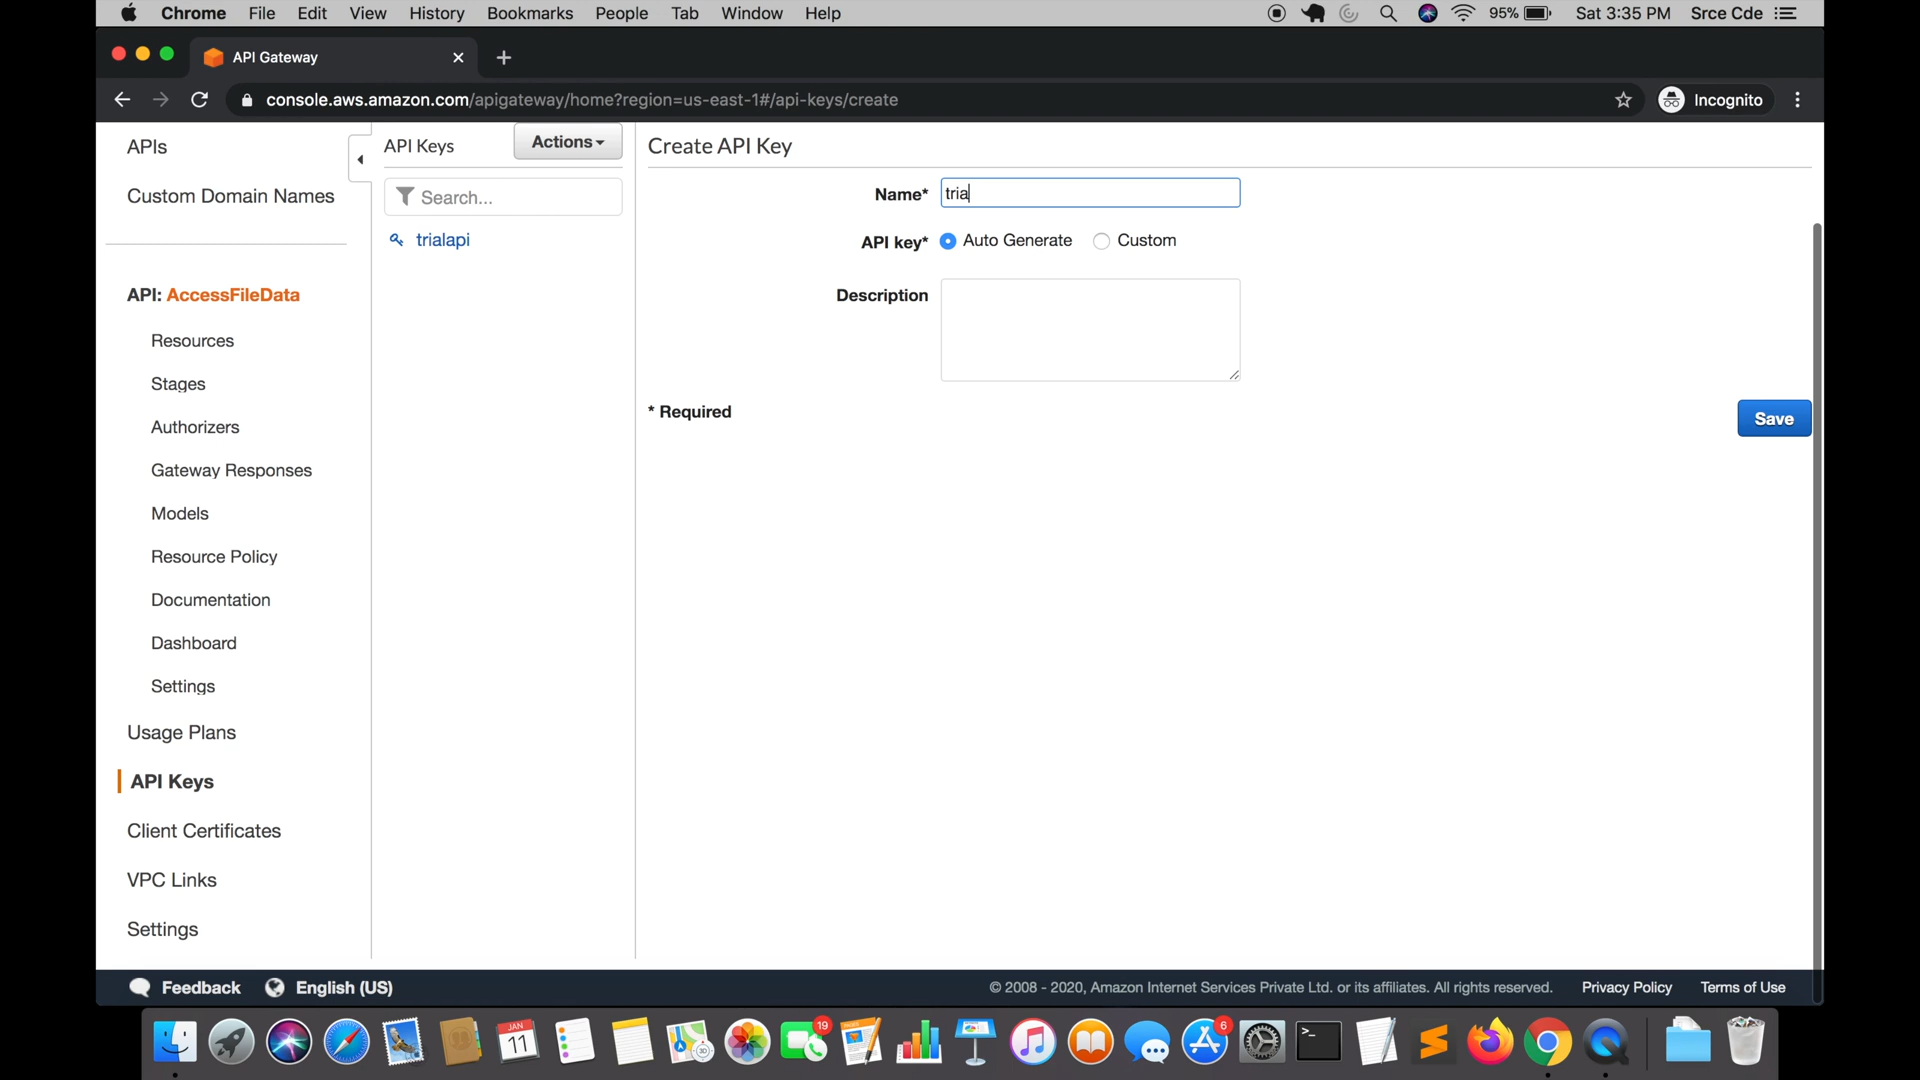 Chrome File Edit View History Bookmarks People Tab Window Help 95% Sat 3:35 PM Srce Cde
API Gateway
console.aws.amazon.com/apigateway/home?region=us-east-1#/api-keys/create Incognito
APIs
Custom Domain Names
API: AccessFileData
Resources
Stages
Authorizers
Gateway Responses
Models
Resource Policy
Documentation
Dashboard
Settings
Usage Plans
API Keys
Client Certificates
VPC Links
Settings
API Keys Actions
Search...
trialapi
Create API Key
Name* tria
API key* Auto Generate Custom
Description
* Required
Save
Feedback English (US) © 2008 - 2020, Amazon Internet Services Private Ltd. or its affiliates. All rights reserved. Privacy Policy Terms of Use
JAN
11
19
PAGES
6
>_